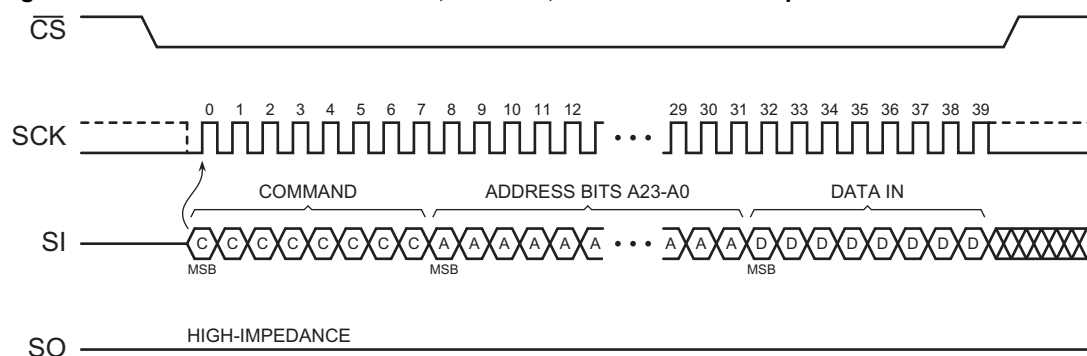 CS
0 1 2 3 4 5 6 7 8 9 10 11 12 29 30 31 32 33 34 35 36 37 38 39
SCK
COMMAND ADDRESS BITS A23-A0 DATA IN
SI C C C C C C C C A A A A A A A A A D D D D D D D D
MSB MSB MSB
HIGH-IMPEDANCE
SO